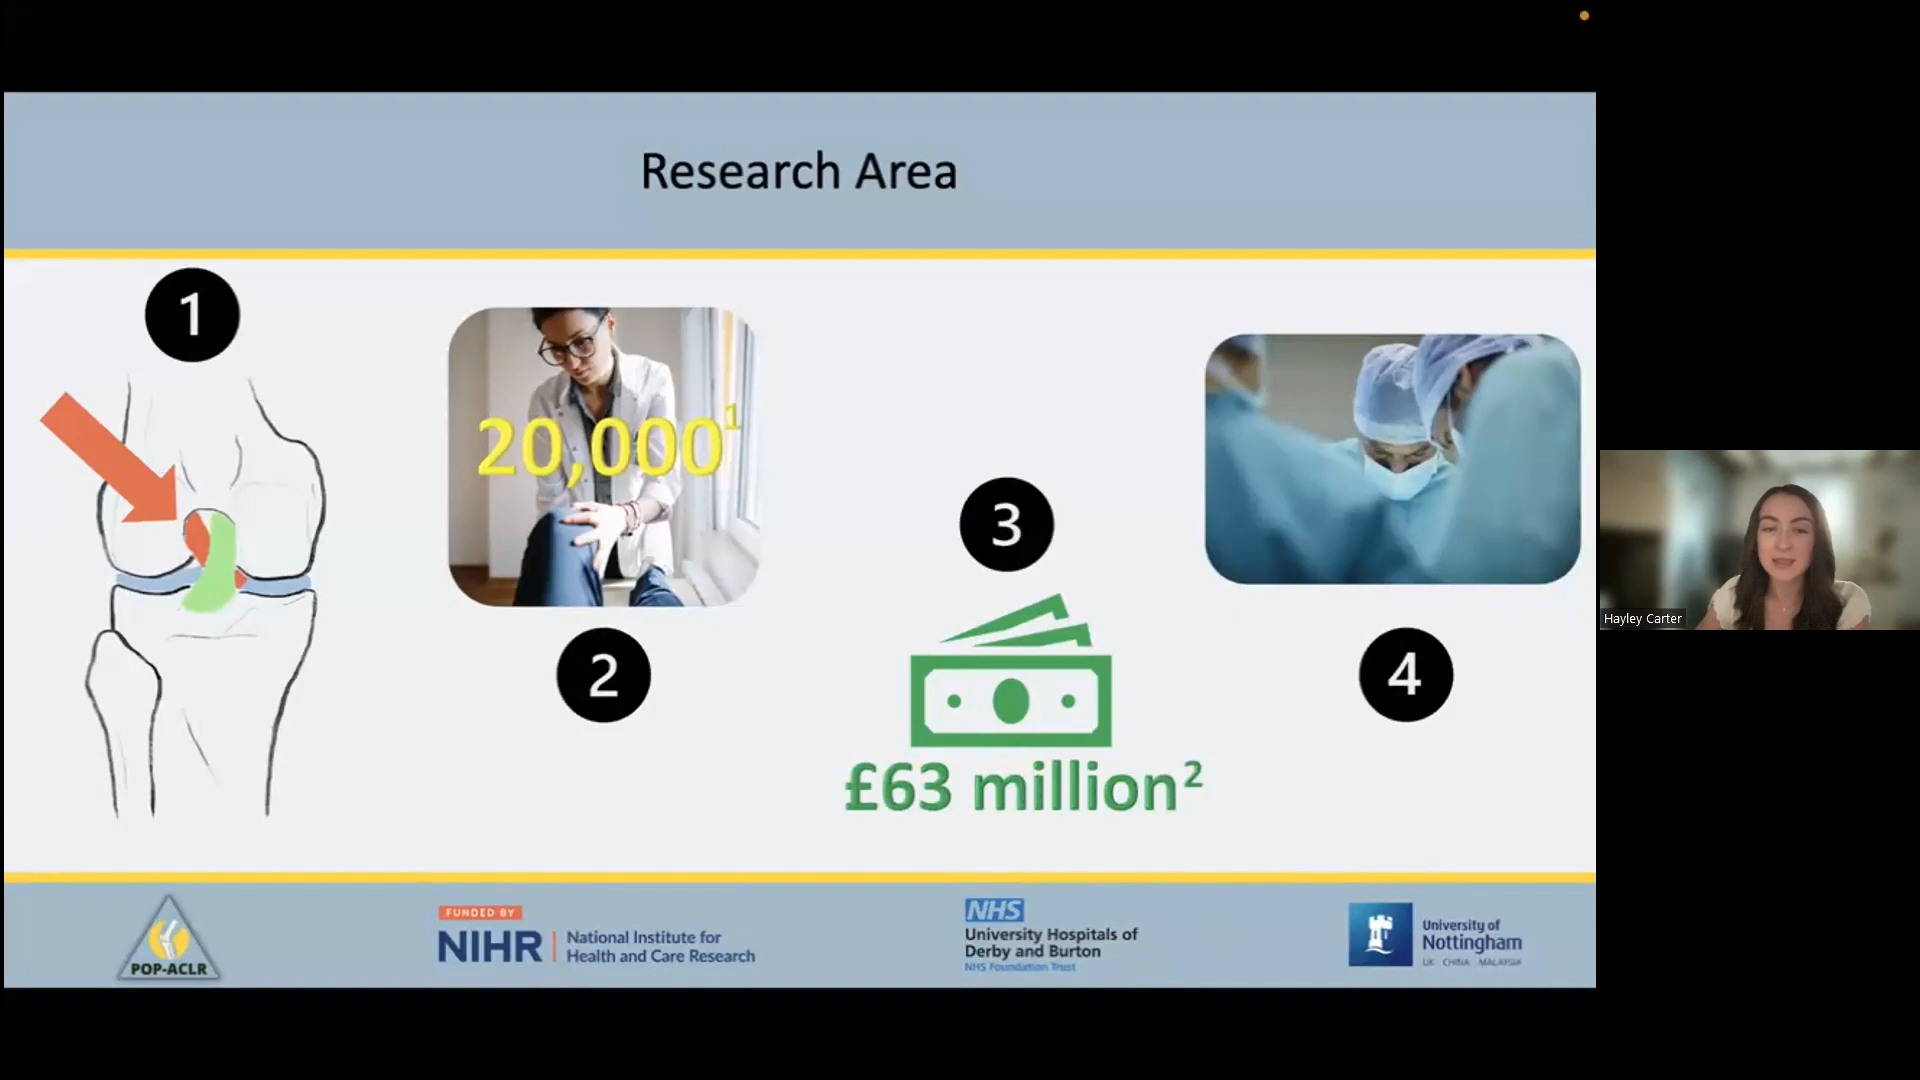 Research Area
1
20,000¹
2
3
£63 million²
4
Hayley Carter
POP-ACLR
FUNDED BY
NIHR
National Institute for
Health and Care Research
NHS
University Hospitals of
Derby and Burton
NHS Foundation Trust
University of
Nottingham
UK CHINA MALAYSIA